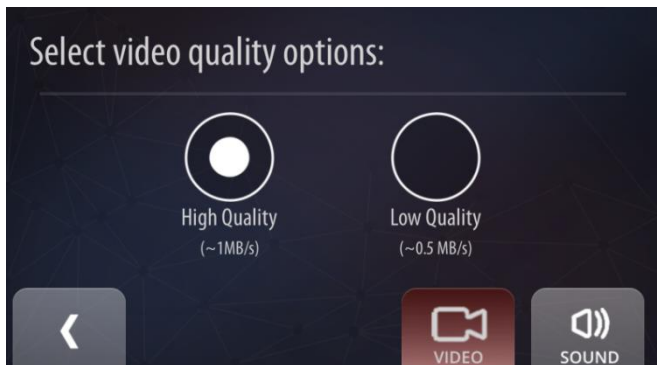 Select video quality options:
High Quality
(~1MB/s)
Low Quality
(~0.5 MB/s)
VIDEO
SOUND